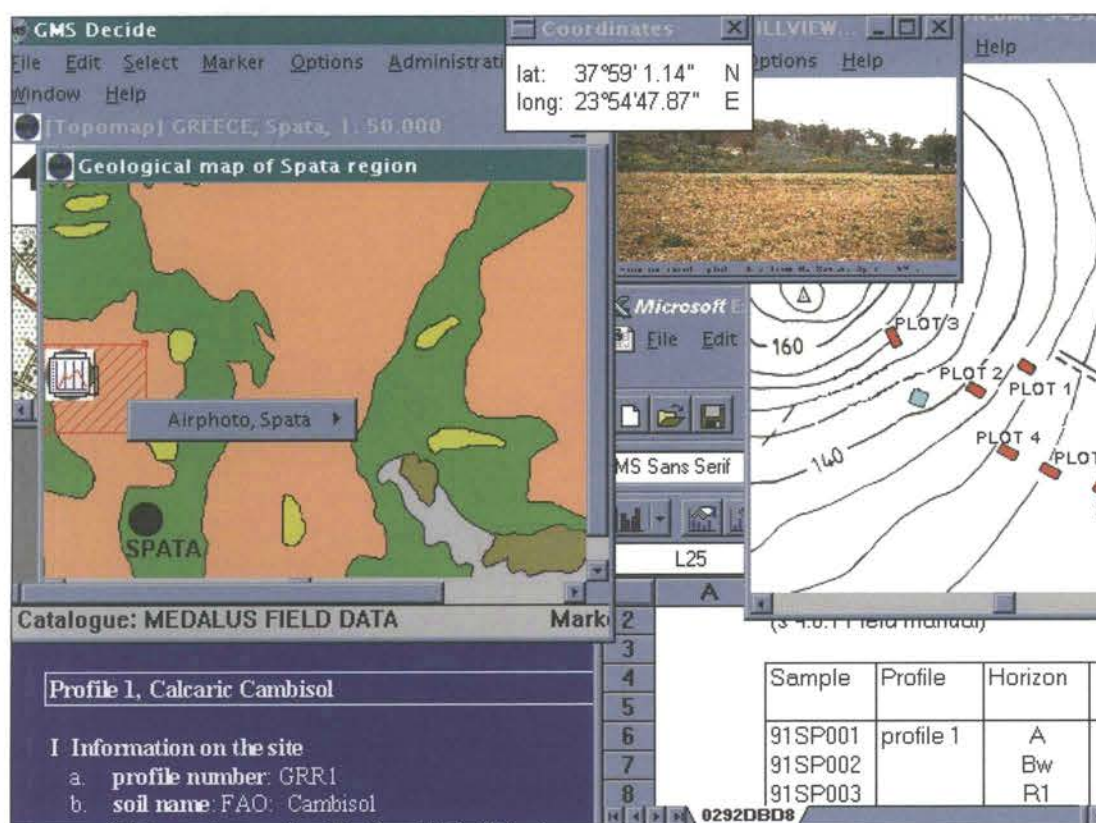 GMS Decide
File Edit Select Marker Options Administrati
Window Help
[Topomap] GREECE, Spata, 1: 50.000
Geological map of Spata region
Airphoto, Spata
SPATA
Catalogue: MEDALUS FIELD DATA Mark
Coordinates
lat: 37°59' 1.14" N
long: 23°54'47.87" E
ILLVIEW...
ptions Help
Help
Microsoft E
File Edit
MS Sans Serif
L25
A
160
140
PLOT 3
PLOT 2
PLOT 1
PLOT 4
PLOT
2
3
4 Sample Profile Horizon
5
6 91SP001 profile 1 A
7 91SP002 Bw
8 91SP003 R1
0292DBD8
Profile 1, Calcaric Cambisol
I Information on the site
a. profile number: GRR1
b. soil name: FAO: Cambisol